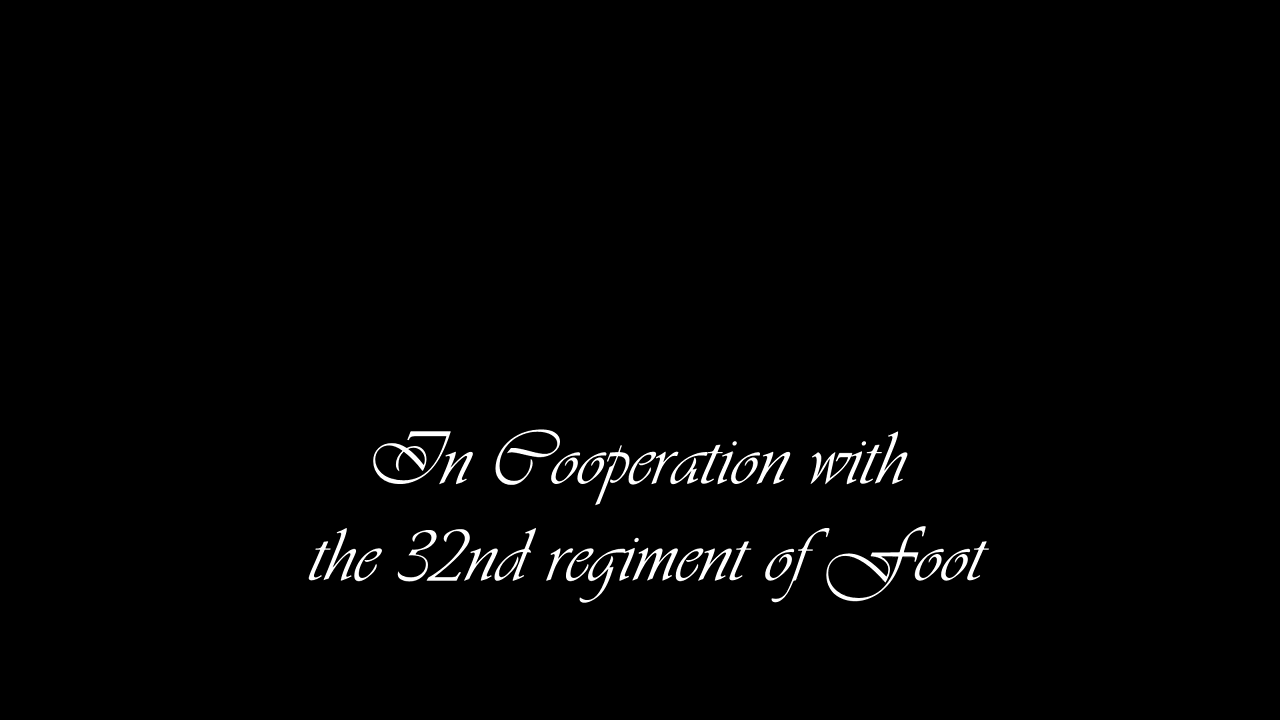 In Cooperation with
the 32nd regiment of Foot